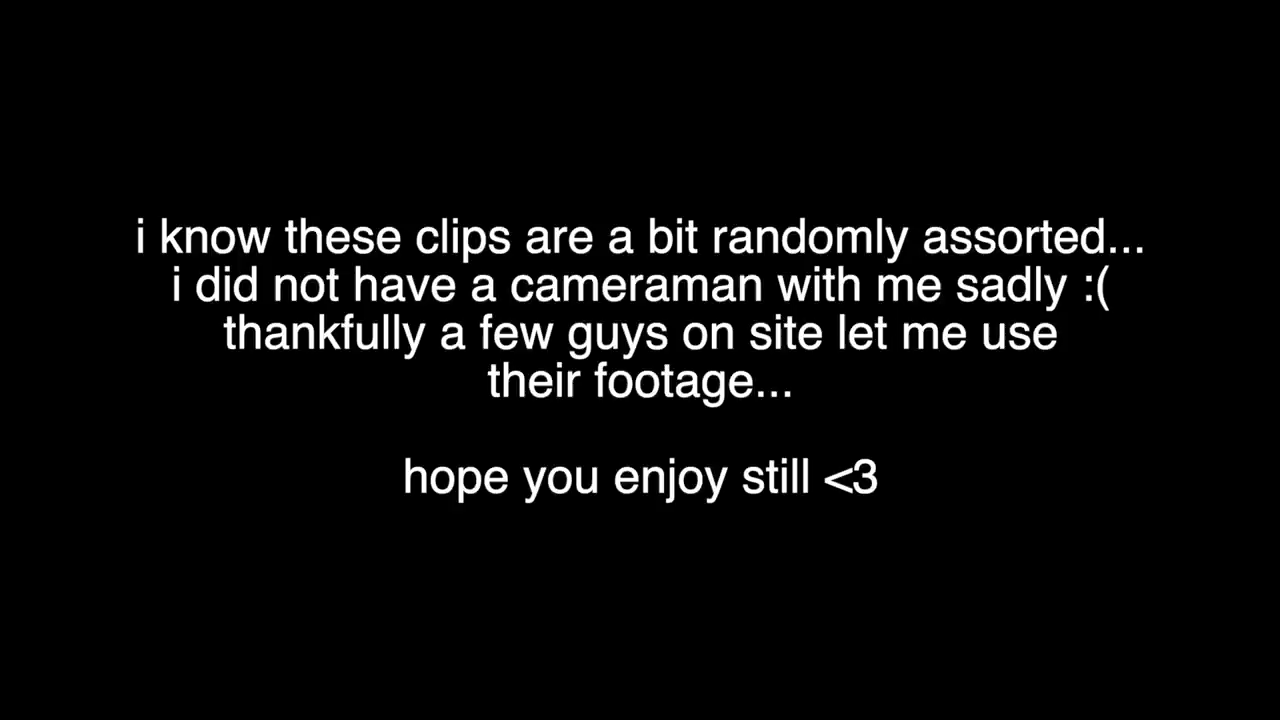 i know these clips are a bit randomly assorted...
i did not have a cameraman with me sadly :(
thankfully a few guys on site let me use
their footage...
hope you enjoy still <3